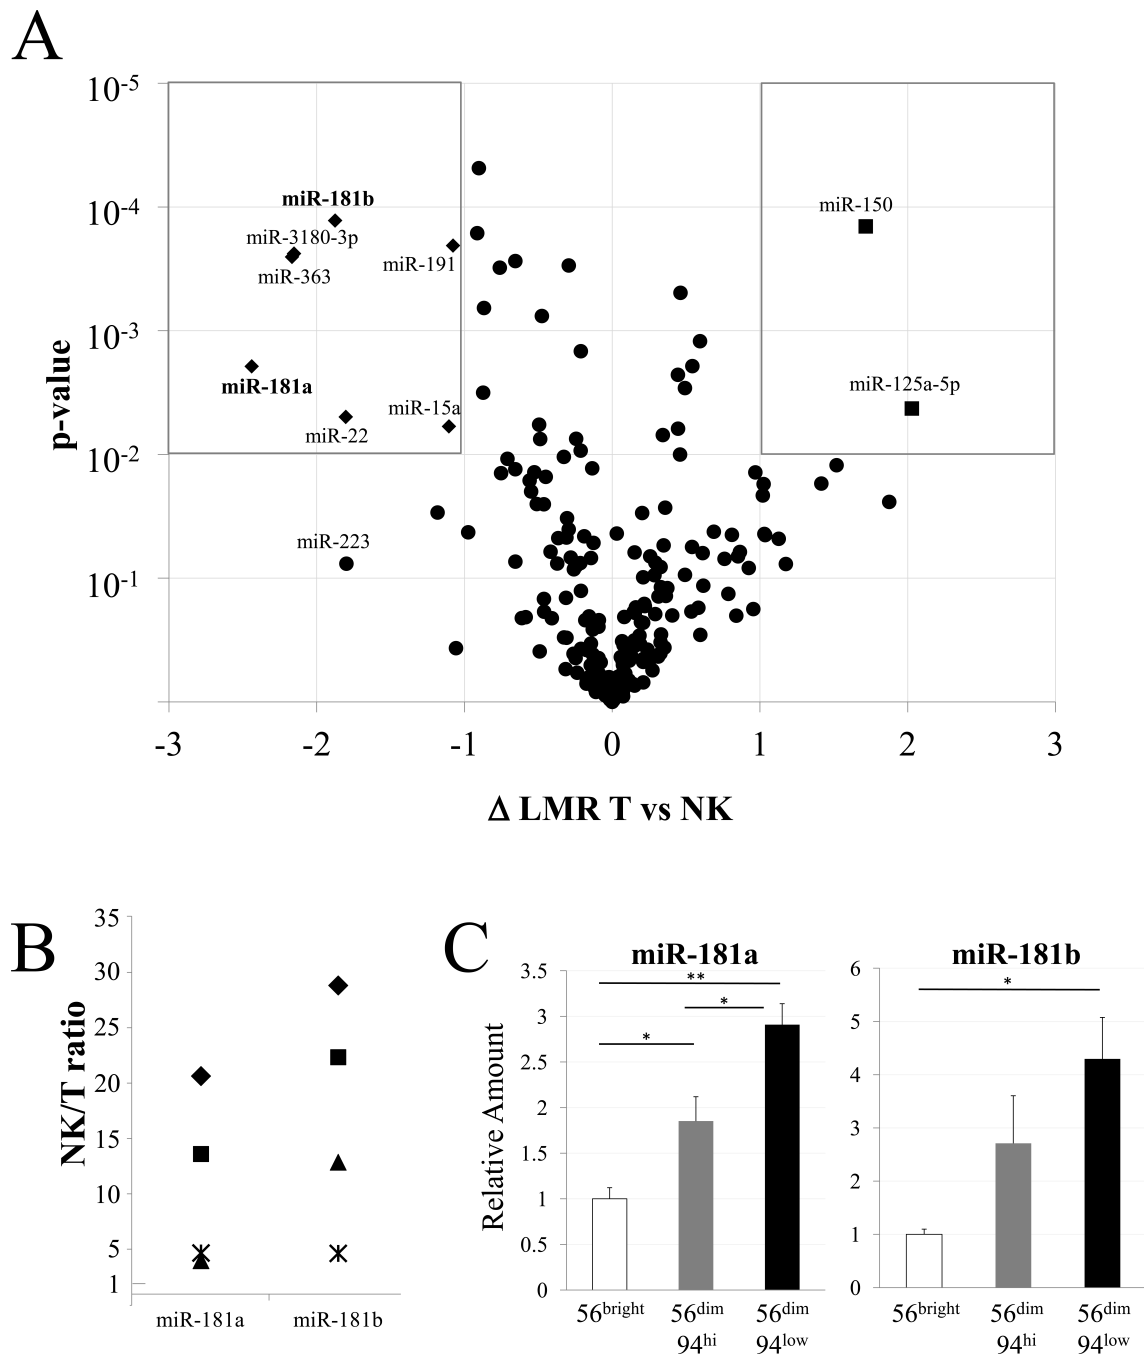 A
10-5
10-4
10-3
10-2
10-1
p-value
miR-181b
miR-3180-3p
miR-363
miR-191
miR-181a
miR-15a
miR-22
miR-223
miR-150
miR-125a-5p
-3 -2 -1 0 1 2 3
Δ LMR T vs NK
B
NK/T ratio
35
30
25
20
15
10
5
1
miR-181a miR-181b
C
miR-181a
Relative Amount
3.5
3
2.5
2
1.5
1
0.5
0
**
*
*
56bright 56dim 56dim
94hi 94low
miR-181b
6
5
4
3
2
1
0
*
56bright 56dim 56dim
94hi 94low